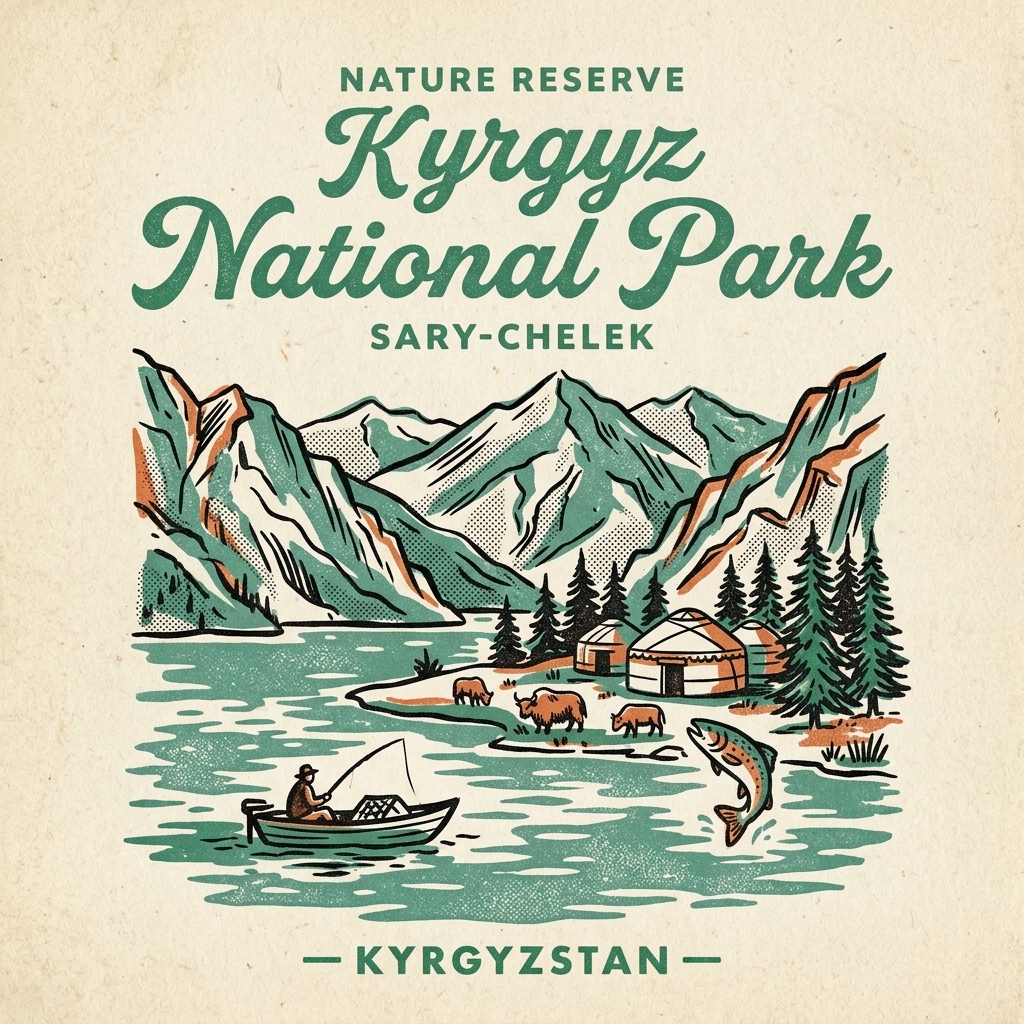 NATURE RESERVE
Kyrgyz
National Park
SARY-CHELEK
— KYRGYZSTAN —